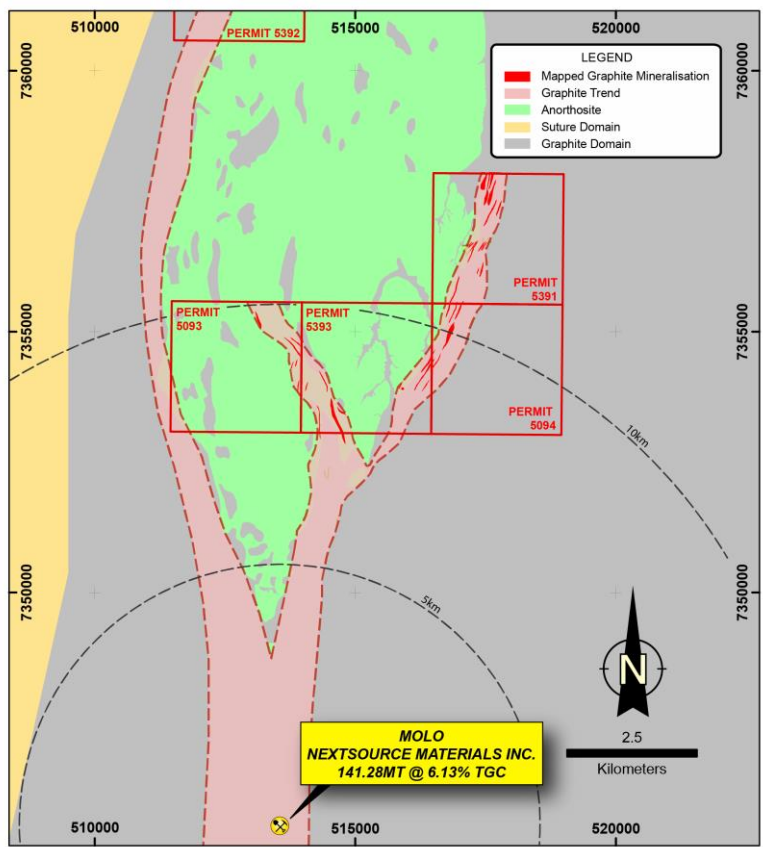 510000
515000
520000
PERMIT 5392
7360000
7360000
LEGEND
Mapped Graphite Mineralisation
Graphite Trend
Anorthosite
Suture Domain
Graphite Domain
PERMIT
5391
PERMIT
5093
PERMIT
5393
7355000
7355000
PERMIT
5094
10km
7350000
7350000
5km
N
2.5
Kilometers
MOLO
NEXTSOURCE MATERIALS INC.
141.28MT @ 6.13% TGC
510000
515000
520000